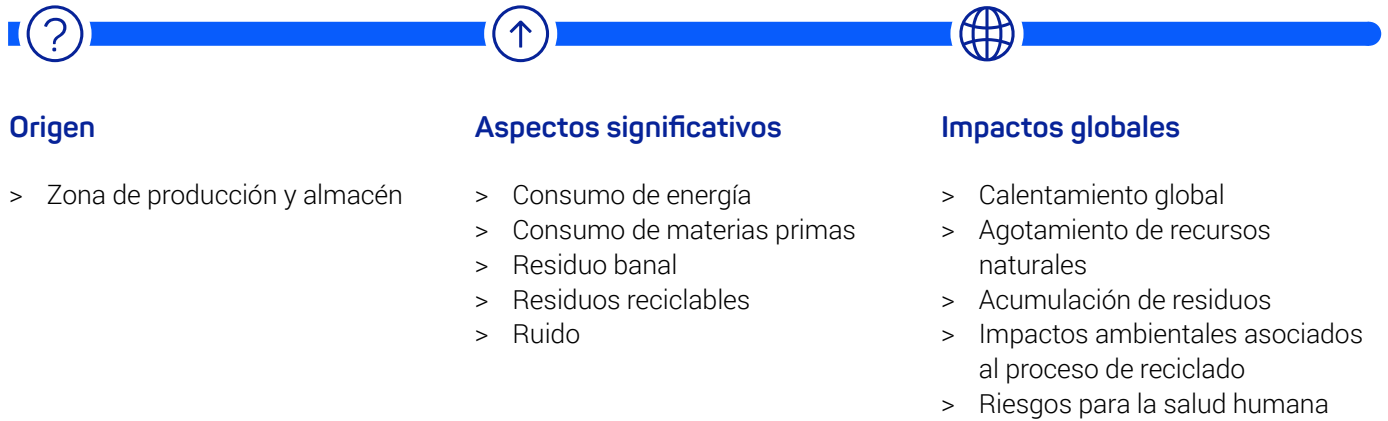 Origen
> Zona de producción y almacén
Aspectos significativos
> Consumo de energía
> Consumo de materias primas
> Residuo banal
> Residuos reciclables
> Ruido
Impactos globales
> Calentamiento global
> Agotamiento de recursos
naturales
> Acumulación de residuos
> Impactos ambientales asociados
al proceso de reciclado
> Riesgos para la salud humana